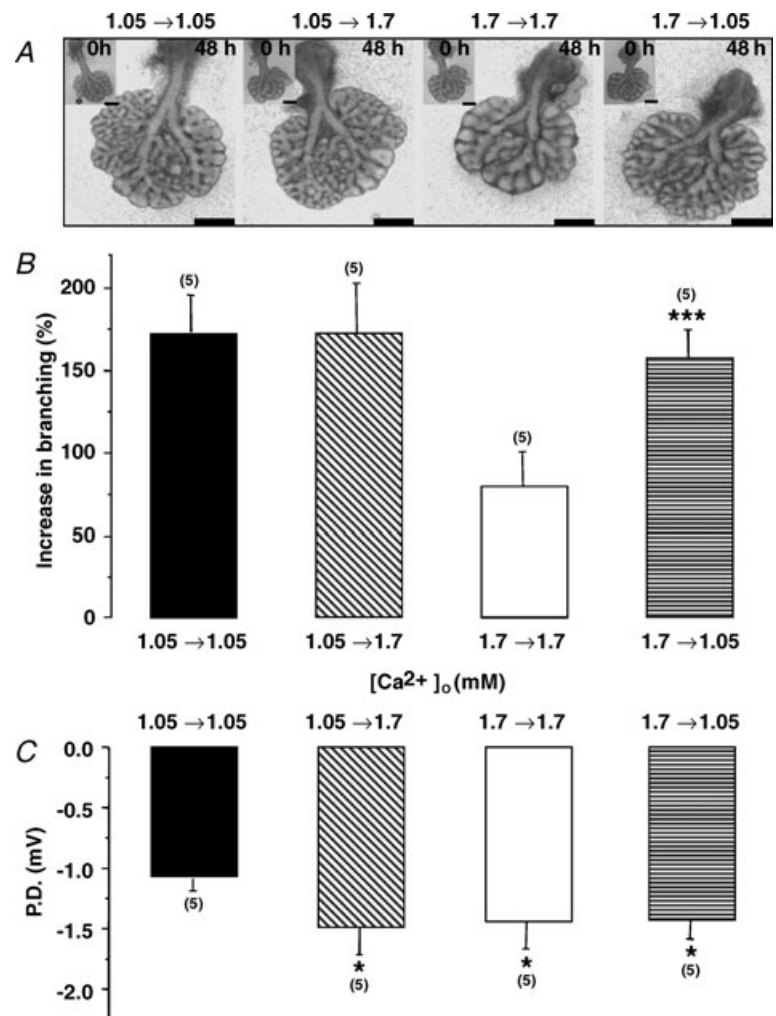 1.05 →1.05 1.05 →1.7 1.7 →1.7 1.7 →1.05
A 0h 48 h 0 h 48 h 0 h 48 h 0 h 48 h
B
Increase in branching (%)
200
150
100
50
0
(5) (5) (5) (5)
***
1.05 →1.05 1.05 →1.7 1.7 →1.7 1.7 →1.05
[Ca2+ ]o (mM)
1.05 →1.05 1.05 →1.7 1.7 →1.7 1.7 →1.05
C
P.D. (mV)
0.0
-0.5
-1.0
-1.5
-2.0
(5)
* * *
(5) (5) (5)